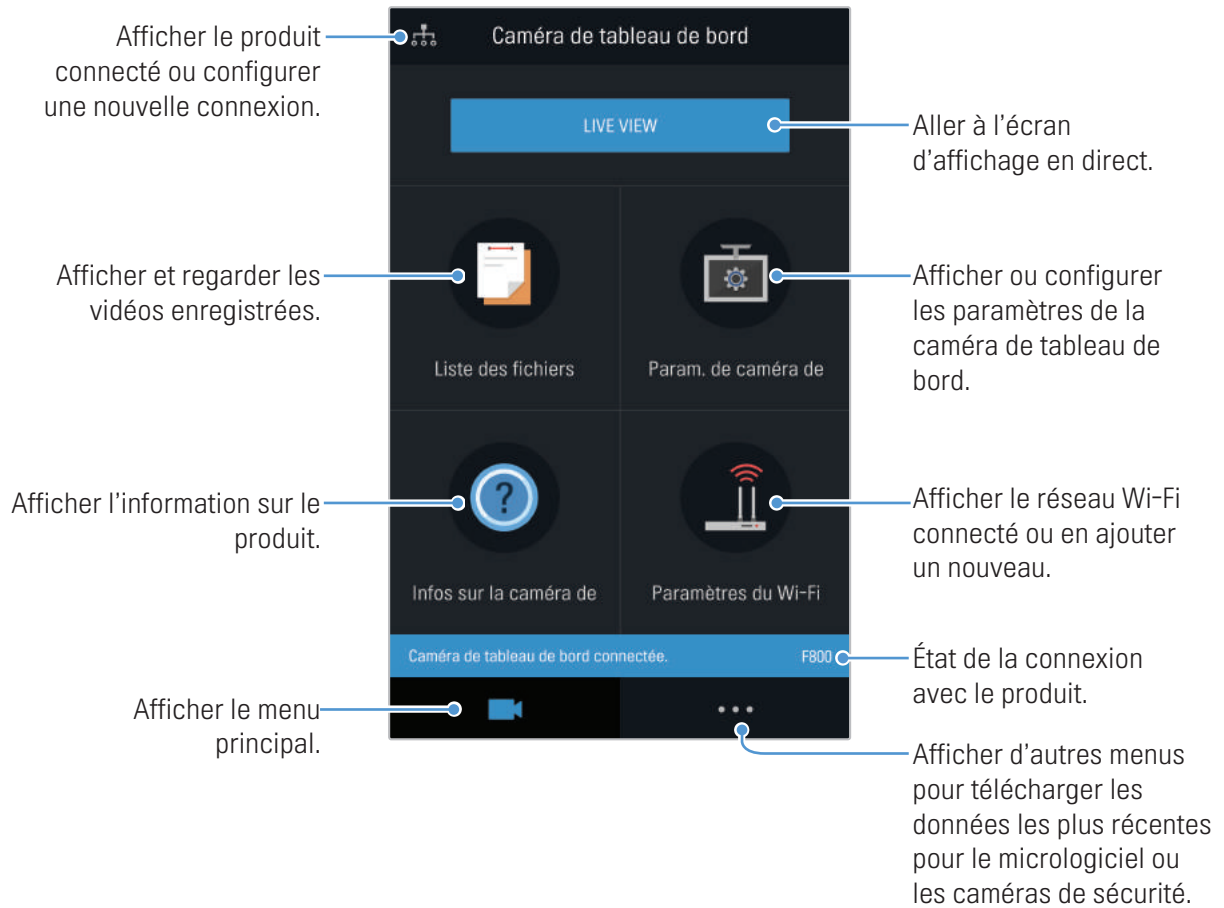 Afficher le produit
connecté ou configurer
une nouvelle connexion.
Caméra de tableau de bord
LIVE VIEW
Aller à l'écran
d'affichage en direct.
Afficher et regarder les
vidéos enregistrées.
Liste des fichiers
Param. de caméra de
Afficher ou configurer
les paramètres de la
caméra de tableau de
bord.
Afficher l'information sur le
produit.
?
Infos sur la caméra de
Paramètres du Wi-Fi
Afficher le réseau Wi-Fi
connecté ou en ajouter
un nouveau.
Caméra de tableau de bord connectée.
F800
État de la connexion
avec le produit.
Afficher le menu
principal.
Afficher d'autres menus
pour télécharger les
données les plus récentes
pour le micrologiciel ou
les caméras de sécurité.